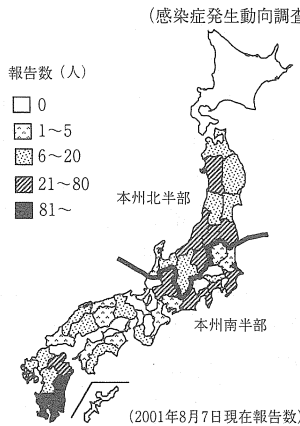 (感染症発生動向調査
報告数 (人)
0
1～5
6～20
21～80
81～
本州北半部
本州南半部
(2001年8月7日現在報告数)